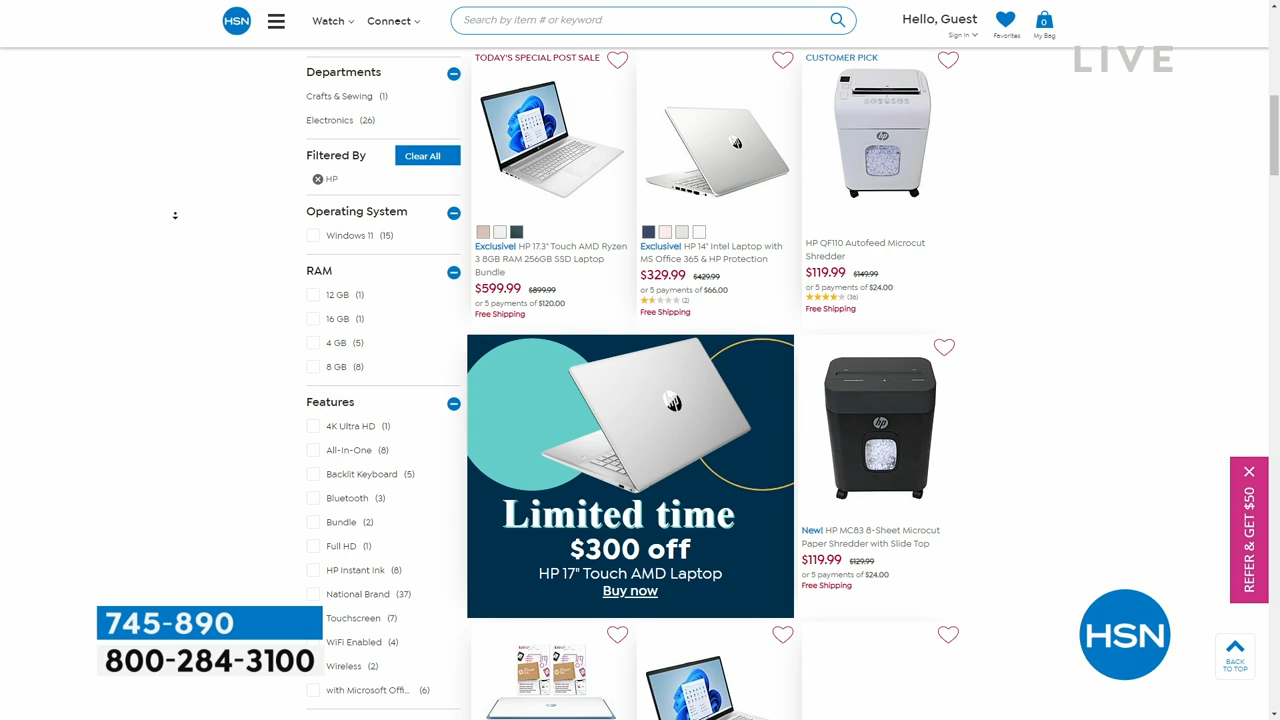 HSN
Watch
Connect
Search by item # or keyword
Hello, Guest
Sign In
Favorites
0
My Bag
LIVE
Departments
Crafts & Sewing (1)
Electronics (26)
Filtered By
Clear All
HP
Operating System
Windows 11 (15)
RAM
12 GB (1)
16 GB (1)
4 GB (5)
8 GB (8)
Features
4K Ultra HD (1)
All-In-One (8)
Backlit Keyboard (5)
Bluetooth (3)
Bundle (2)
Full HD (1)
HP Instant Ink (8)
National Brand (37)
Touchscreen (7)
WiFi Enabled (4)
Wireless (2)
with Microsoft Offi... (6)
TODAY'S SPECIAL POST SALE
Exclusive! HP 17.3" Touch AMD Ryzen
3 8GB RAM 256GB SSD Laptop
Bundle
$599.99 $899.99
or 5 payments of $120.00
Free Shipping
hp
Exclusive! HP 14" Intel Laptop with
MS Office 365 & HP Protection
$329.99 $429.99
or 5 payments of $66.00
(2)
Free Shipping
CUSTOMER PICK
hp
HP QF110 Autofeed Microcut
Shredder
$119.99 $149.99
or 5 payments of $24.00
(36)
Free Shipping
hp
Limited time
$300 off
HP 17" Touch AMD Laptop
Buy now
hp
New! HP MC83 8-Sheet Microcut
Paper Shredder with Slide Top
$119.99 $129.99
or 5 payments of $24.00
Free Shipping
REFER & GET $50
745-890
800-284-3100
HSN
BACK
TO TOP